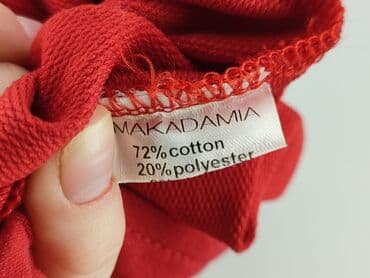 MAKADAMIA
72% cotton
20% polyester